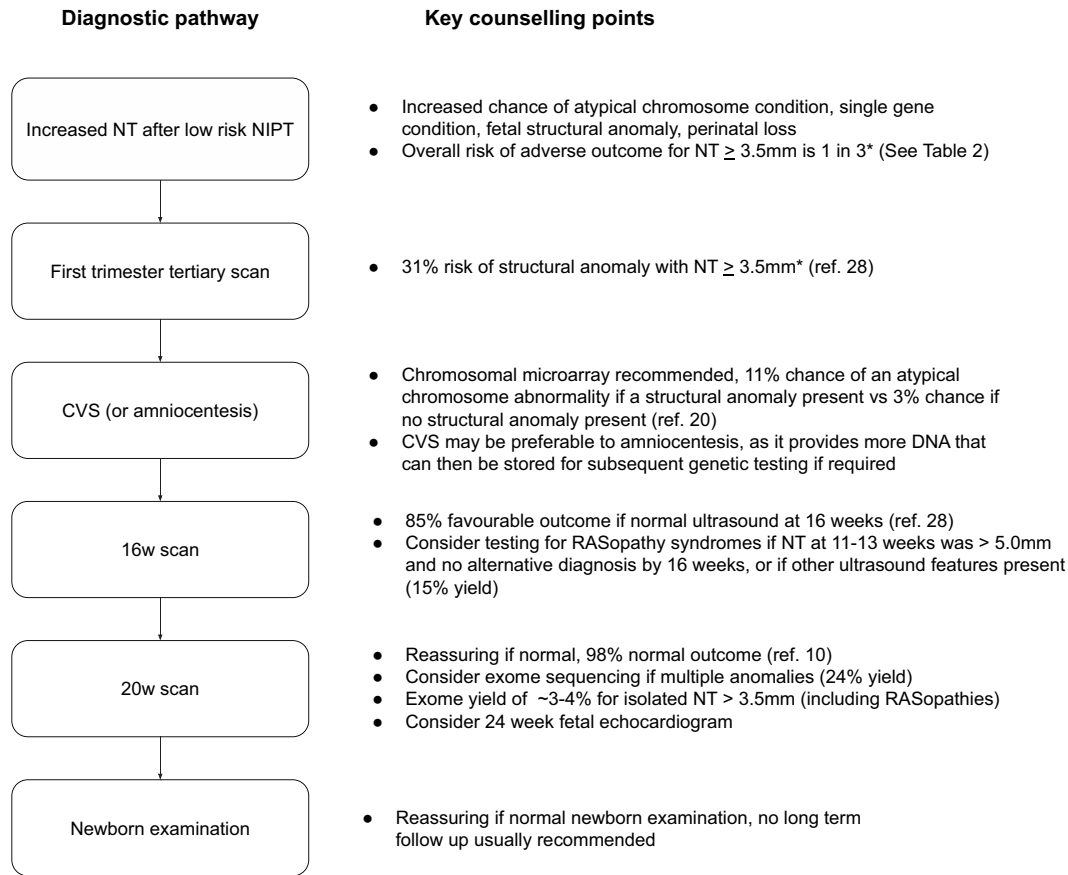 Diagnostic pathway
Key counselling points
Increased NT after low risk NIPT
● Increased chance of atypical chromosome condition, single gene
condition, fetal structural anomaly, perinatal loss
● Overall risk of adverse outcome for NT ≥ 3.5mm is 1 in 3* (See Table 2)
First trimester tertiary scan
● 31% risk of structural anomaly with NT ≥ 3.5mm* (ref. 28)
CVS (or amniocentesis)
● Chromosomal microarray recommended, 11% chance of an atypical
chromosome abnormality if a structural anomaly present vs 3% chance if
no structural anomaly present (ref. 20)
● CVS may be preferable to amniocentesis, as it provides more DNA that
can then be stored for subsequent genetic testing if required
16w scan
● 85% favourable outcome if normal ultrasound at 16 weeks (ref. 28)
● Consider testing for RASopathy syndromes if NT at 11-13 weeks was > 5.0mm
and no alternative diagnosis by 16 weeks, or if other ultrasound features present
(15% yield)
20w scan
● Reassuring if normal, 98% normal outcome (ref. 10)
● Consider exome sequencing if multiple anomalies (24% yield)
● Exome yield of ~3-4% for isolated NT > 3.5mm (including RASopathies)
● Consider 24 week fetal echocardiogram
Newborn examination
● Reassuring if normal newborn examination, no long term
follow up usually recommended